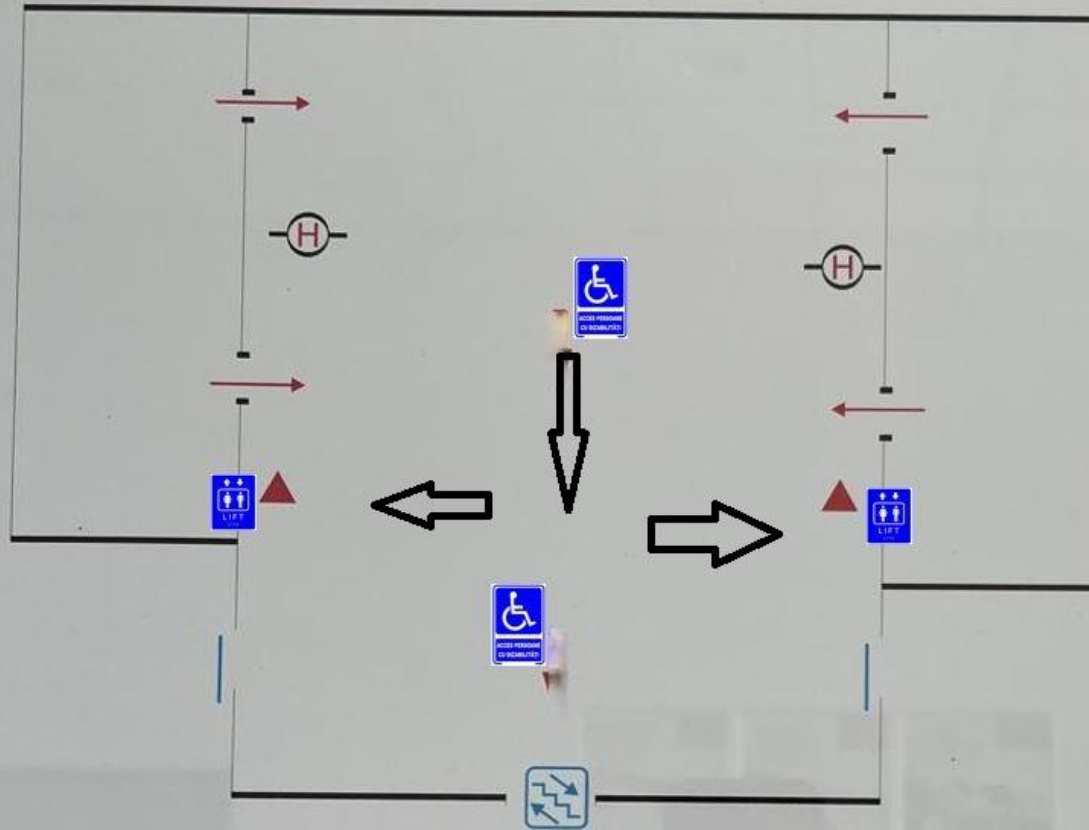 H
H
ACCES PERSOANE
CU DIZABILITĂȚI
LIFT
LIFT
ACCES PERSOANE
CU DIZABILITĂȚI